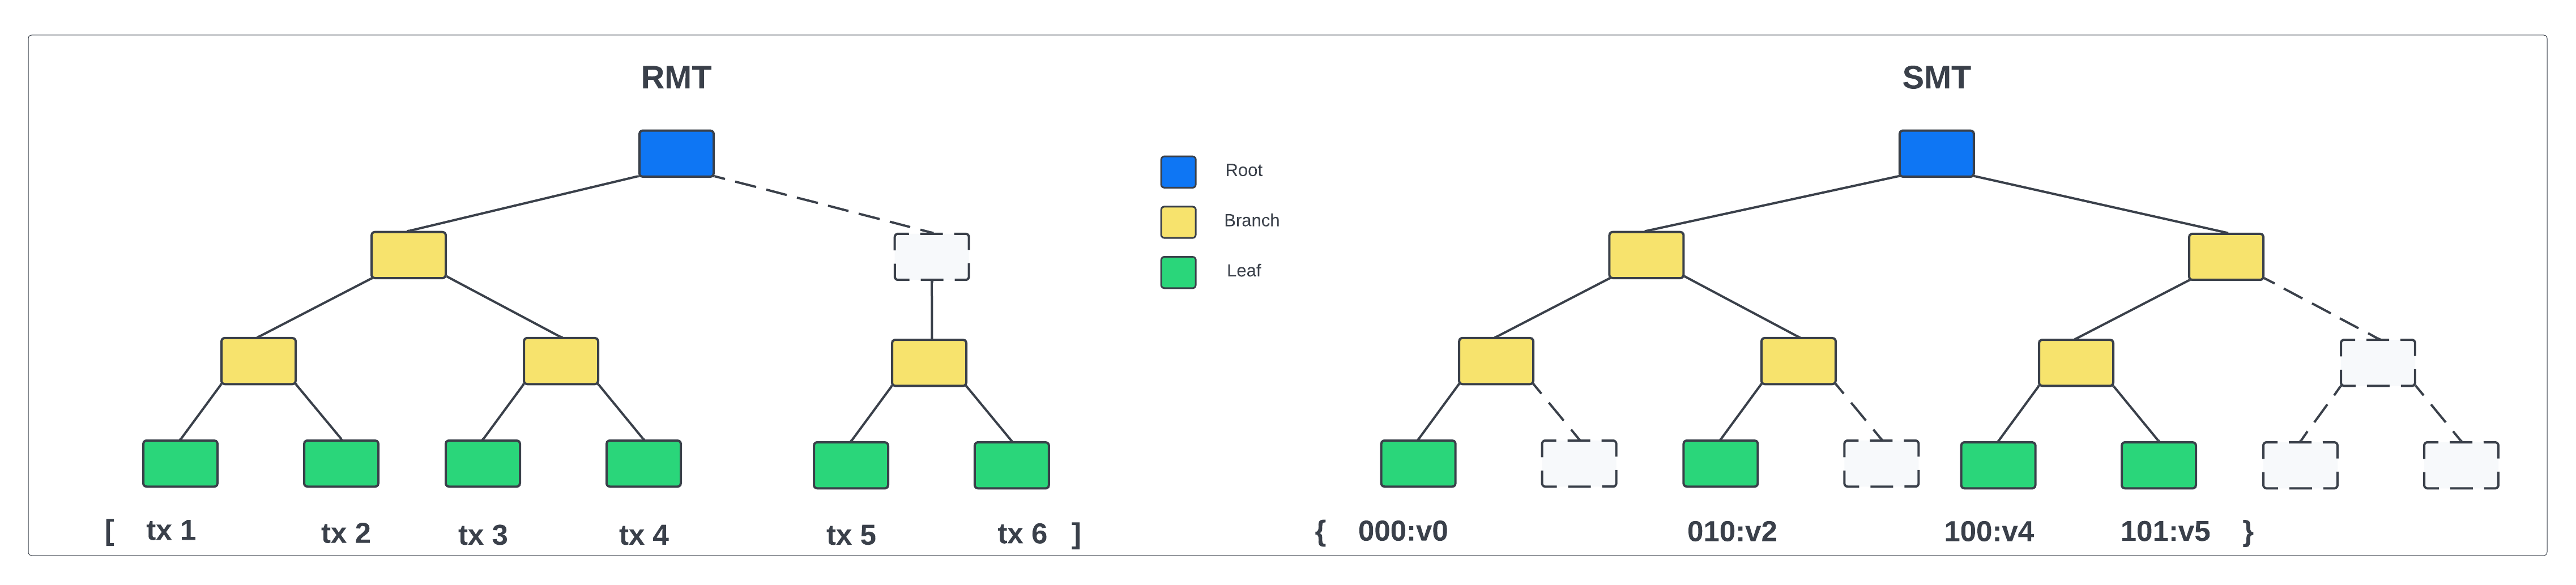 RMT
SMT
Root
Branch
Leaf
[ tx 1 tx 2 tx 3 tx 4 tx 5 tx 6 ]
{ 000:v0 010:v2 100:v4 101:v5 }